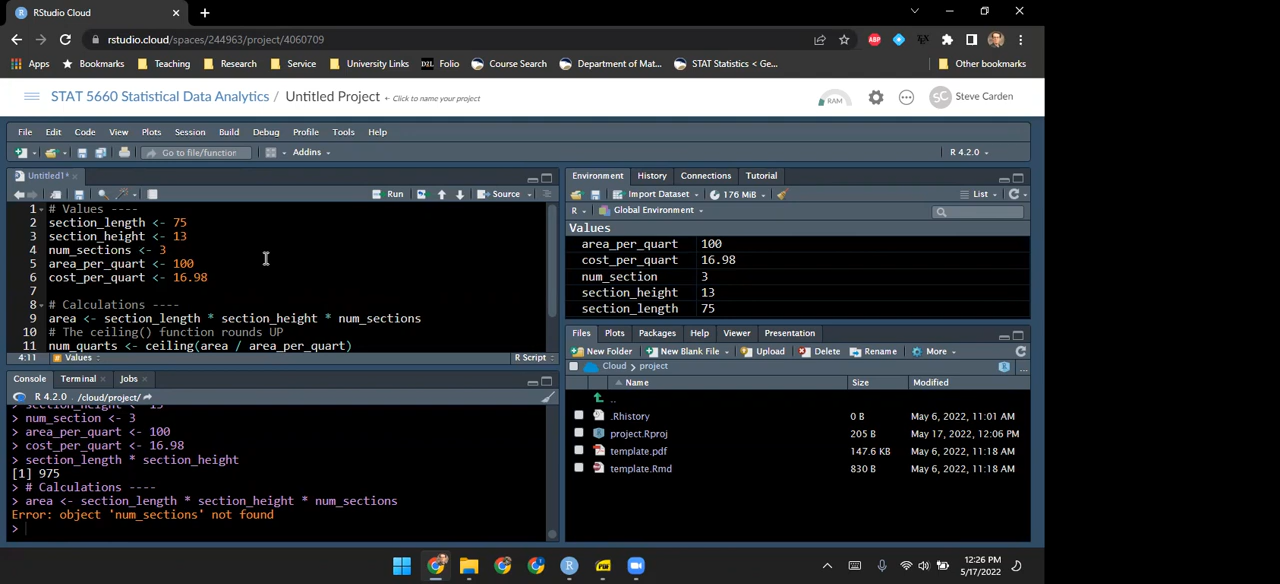 RStudio Cloud
rstudio.cloud/spaces/244963/project/4060709
ABP
Apps Bookmarks Teaching Research Service University Links D2L Folio Course Search Department of Mat... STAT Statistics < Ge... Other bookmarks
STAT 5660 Statistical Data Analytics / Untitled Project Click to name your project RAM SC Steve Carden
File Edit Code View Plots Session Build Debug Profile Tools Help
Go to file/function Addins R 4.2.0
Untitled1*
Run Source
1 # Values ----
2 section_length <- 75
3 section_height <- 13
4 num_sections <- 3
5 area_per_quart <- 100
6 cost_per_quart <- 16.98
7
8 # Calculations ----
9 area <- section_length * section_height * num_sections
10 # The ceiling() function rounds UP
11 num_quarts <- ceiling(area / area_per_quart)
4:11 Values R Script
Console Terminal Jobs
R 4.2.0 . /cloud/project/
> section_height <- 13
> num_section <- 3
> area_per_quart <- 100
> cost_per_quart <- 16.98
> section_length * section_height
[1] 975
> # Calculations ----
> area <- section_length * section_height * num_sections
Error: object 'num_sections' not found
>
Environment History Connections Tutorial
Import Dataset 176 MiB List
R Global Environment
Values
area_per_quart 100
cost_per_quart 16.98
num_section 3
section_height 13
section_length 75
Files Plots Packages Help Viewer Presentation
New Folder New Blank File Upload Delete Rename More
Cloud project
Name Size Modified
..
.Rhistory 0 B May 6, 2022, 11:01 AM
project.Rproj 205 B May 17, 2022, 12:06 PM
template.pdf 147.6 KB May 6, 2022, 11:18 AM
template.Rmd 830 B May 6, 2022, 11:18 AM
12:26 PM
5/17/2022